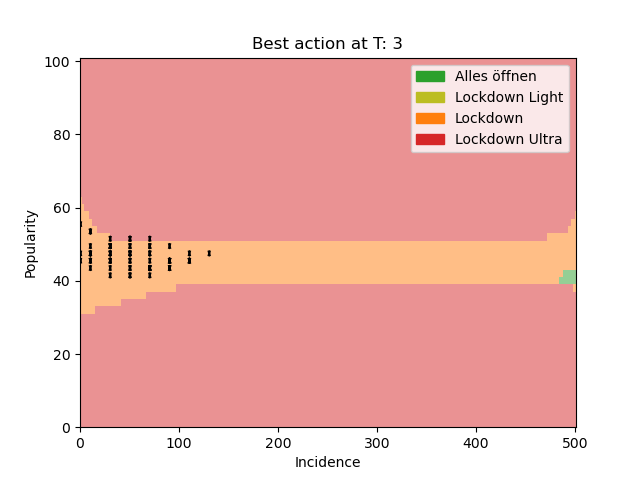 Best action at T: 3
Alles öffnen
Lockdown Light
Lockdown
Lockdown Ultra
Popularity
100
80
60
40
20
0
0 100 200 300 400 500
Incidence